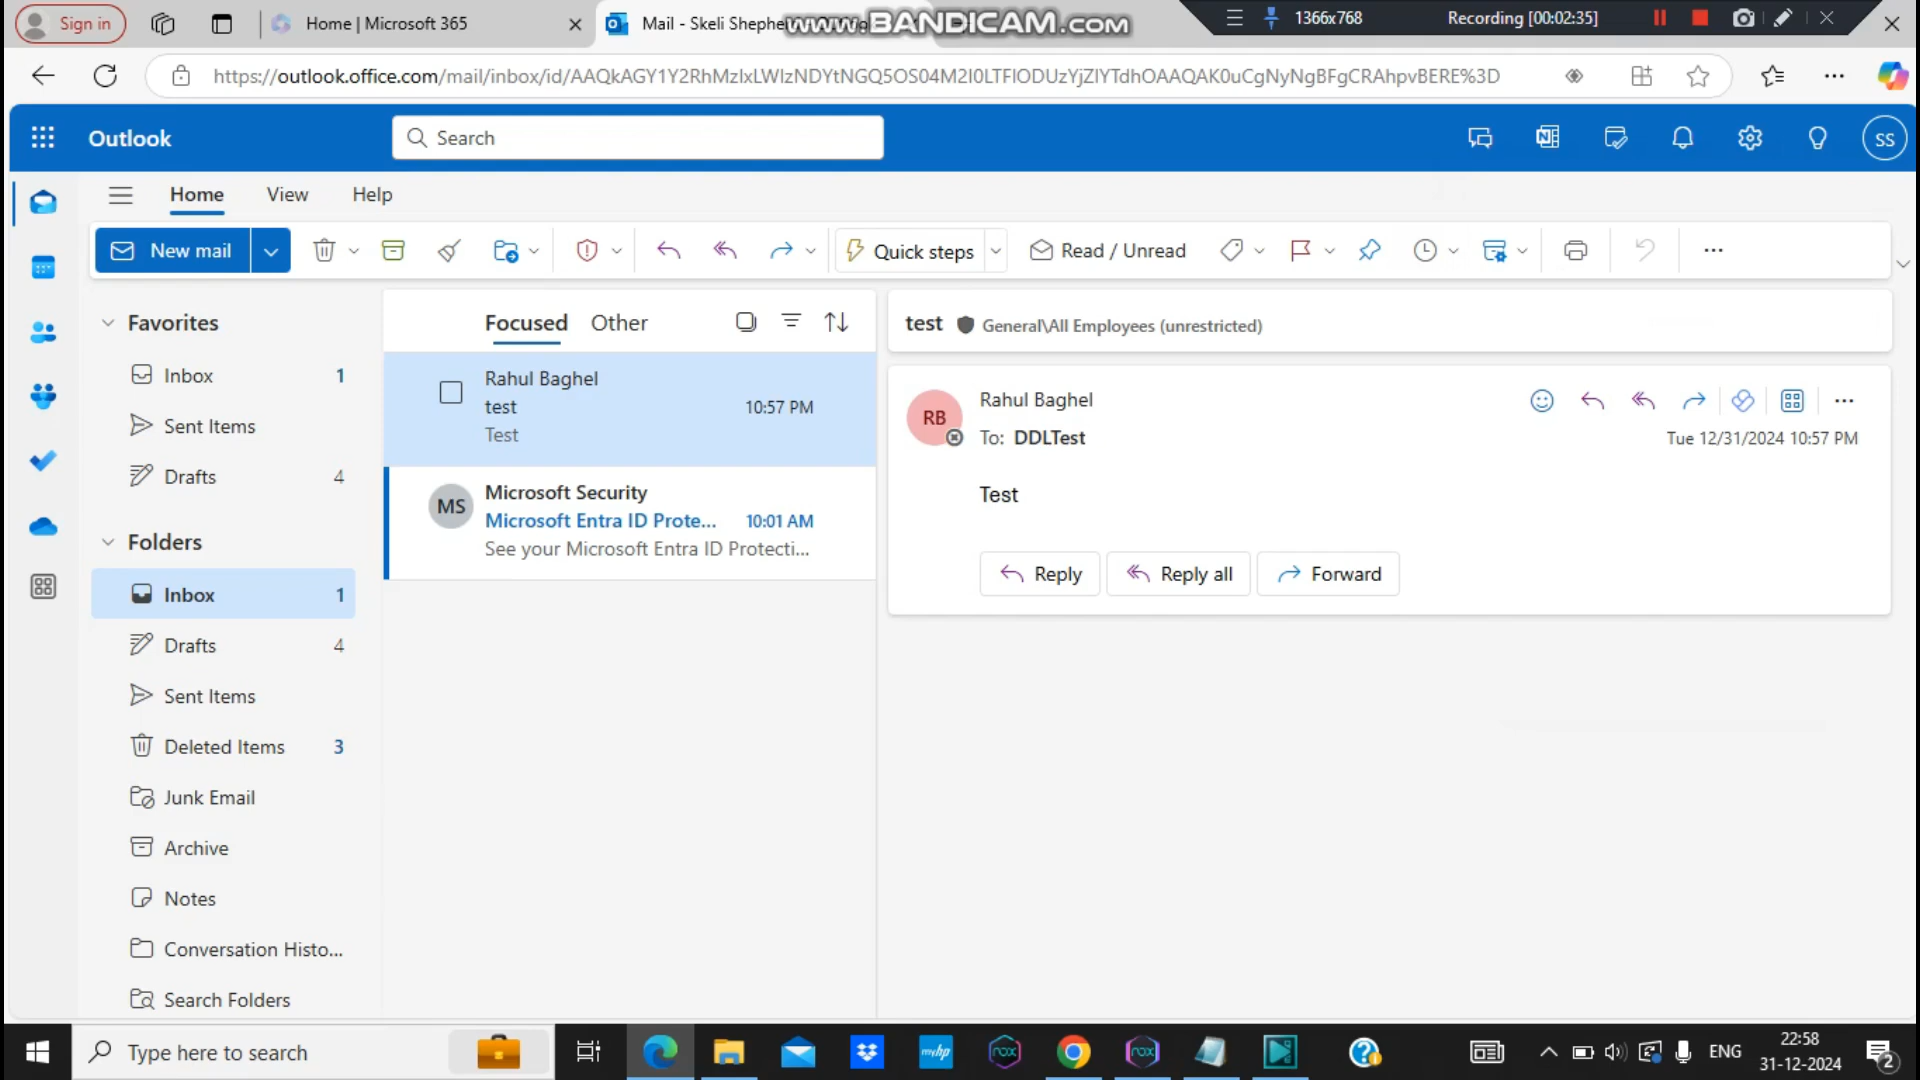 Sign in
Home | Microsoft 365
Mail - Skeli Shephe
www.BANDICAM.com
1366x768
Recording [00:02:35]
https://outlook.office.com/mail/inbox/id/AAQkAGY1Y2RhMzIxLWIzNDYtNGQ5OS04M2I0LTFlODUzYjZlYTdhOAAQAK0uCgNyNgBFgCRAhpvBERE%3D
Outlook
Search
SS
Home
View
Help
New mail
Quick steps
Read / Unread
Favorites
Inbox 1
Sent Items
Drafts 4
Folders
Inbox 1
Drafts 4
Sent Items
Deleted Items 3
Junk Email
Archive
Notes
Conversation Histo...
Search Folders
Focused
Other
Rahul Baghel
test 10:57 PM
Test
MS
Microsoft Security
Microsoft Entra ID Prote... 10:01 AM
See your Microsoft Entra ID Protecti...
test General\All Employees (unrestricted)
RB
Rahul Baghel
To: DDLTest
Tue 12/31/2024 10:57 PM
Test
Reply
Reply all
Forward
Type here to search
myhp
nox
nox
ENG
22:58
31-12-2024
2